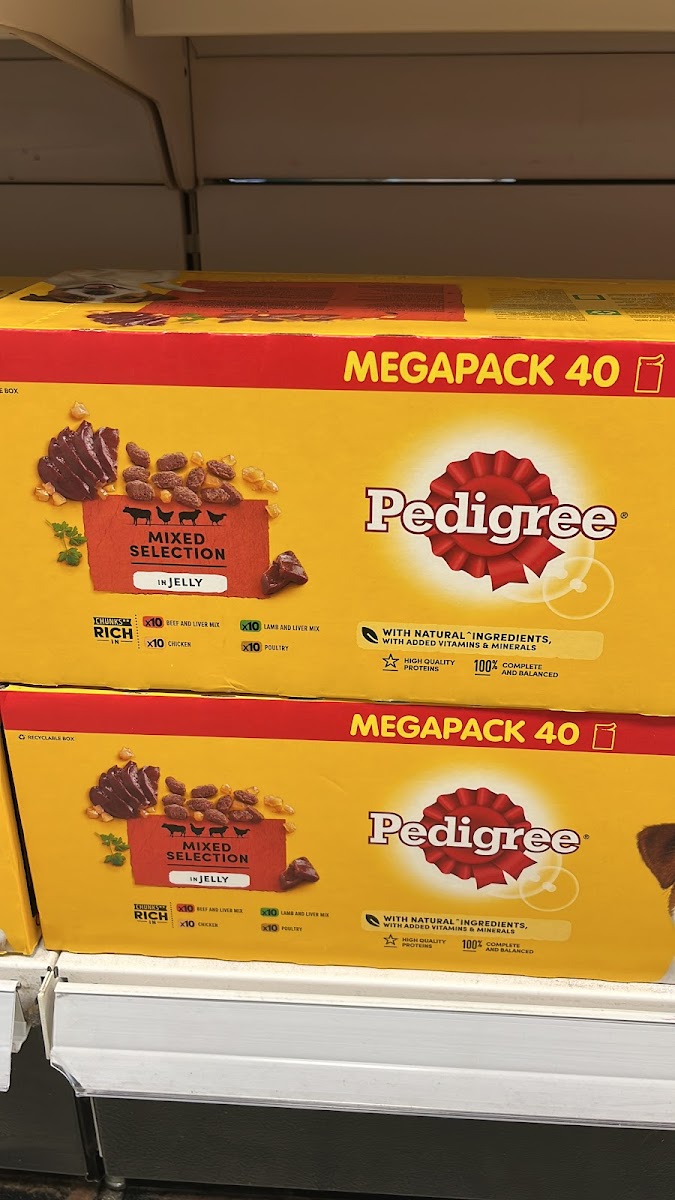 MEGAPACK 40
E BOX
Pedigree®
MIXED
SELECTION
IN JELLY
CHUNKS**
RICH
IN
x10 BEEF AND LIVER MIX
x10 LAMB AND LIVER MIX
x10 CHICKEN
x10 POULTRY
WITH NATURAL^INGREDIENTS,
WITH ADDED VITAMINS & MINERALS
HIGH QUALITY
PROTEINS
100% COMPLETE
AND BALANCED
MEGAPACK 40
RECYCLABLE BOX
Pedigree®
MIXED
SELECTION
IN JELLY
CHUNKS**
RICH
IN
x10 BEEF AND LIVER MIX
x10 LAMB AND LIVER MIX
x10 CHICKEN
x10 POULTRY
WITH NATURAL^INGREDIENTS,
WITH ADDED VITAMINS & MINERALS
HIGH QUALITY
PROTEINS
100% COMPLETE
AND BALANCED